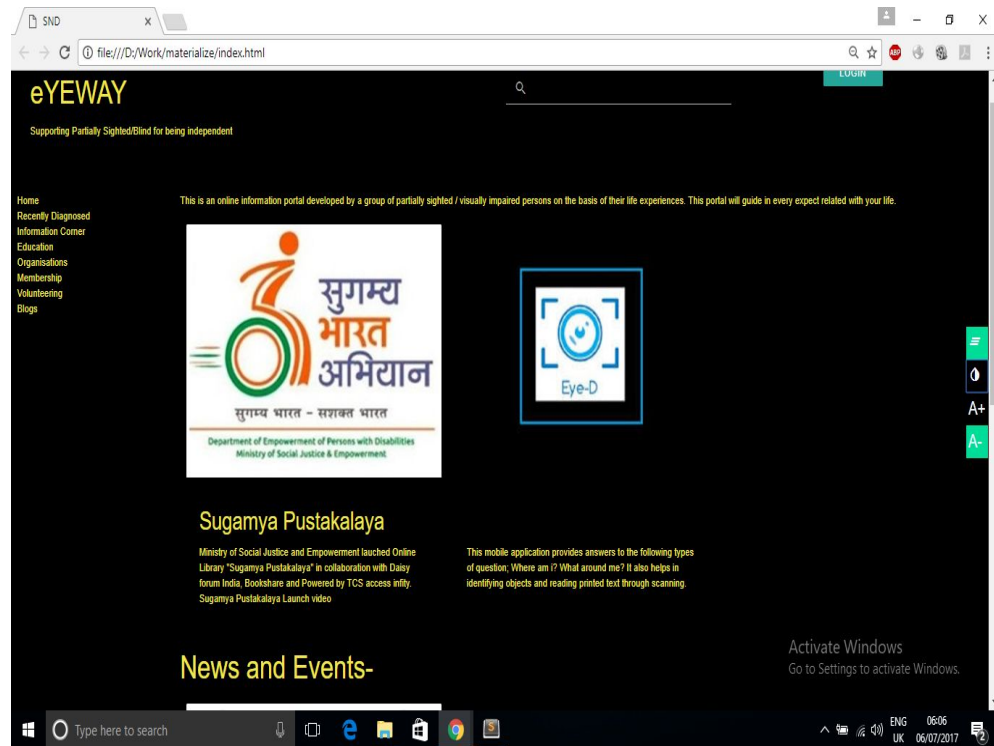 SND
file:///D:/Work/materialize/index.html
ABP
LOGIN
eYEWAY
Supporting Partially Sighted/Blind for being independent
Home
Recently Diagnosed
Information Corner
Education
Organisations
Membership
Volunteering
Blogs
This is an online information portal developed by a group of partially sighted / visually impaired persons on the basis of their life experiences. This portal will guide in every expect related with your life.
सुगम्य
भारत
अभियान
सुगम्य भारत - सशक्त भारत
Department of Empowerment of Persons with Disabilities
Ministry of Social Justice & Empowerment
Eye-D
A+
A-
Sugamya Pustakalaya
Ministry of Social Justice and Empowerment lauched Online
Library "Sugamya Pustakalaya" in collaboration with Daisy
forum India, Bookshare and Powered by TCS access infity.
Sugamya Pustakalaya Launch video
This mobile application provides answers to the following types
of question; Where am i? What around me? It also helps in
identifying objects and reading printed text through scanning.
News and Events-
Activate Windows
Go to Settings to activate Windows.
Type here to search
ENG
UK
06:06
06/07/2017
2